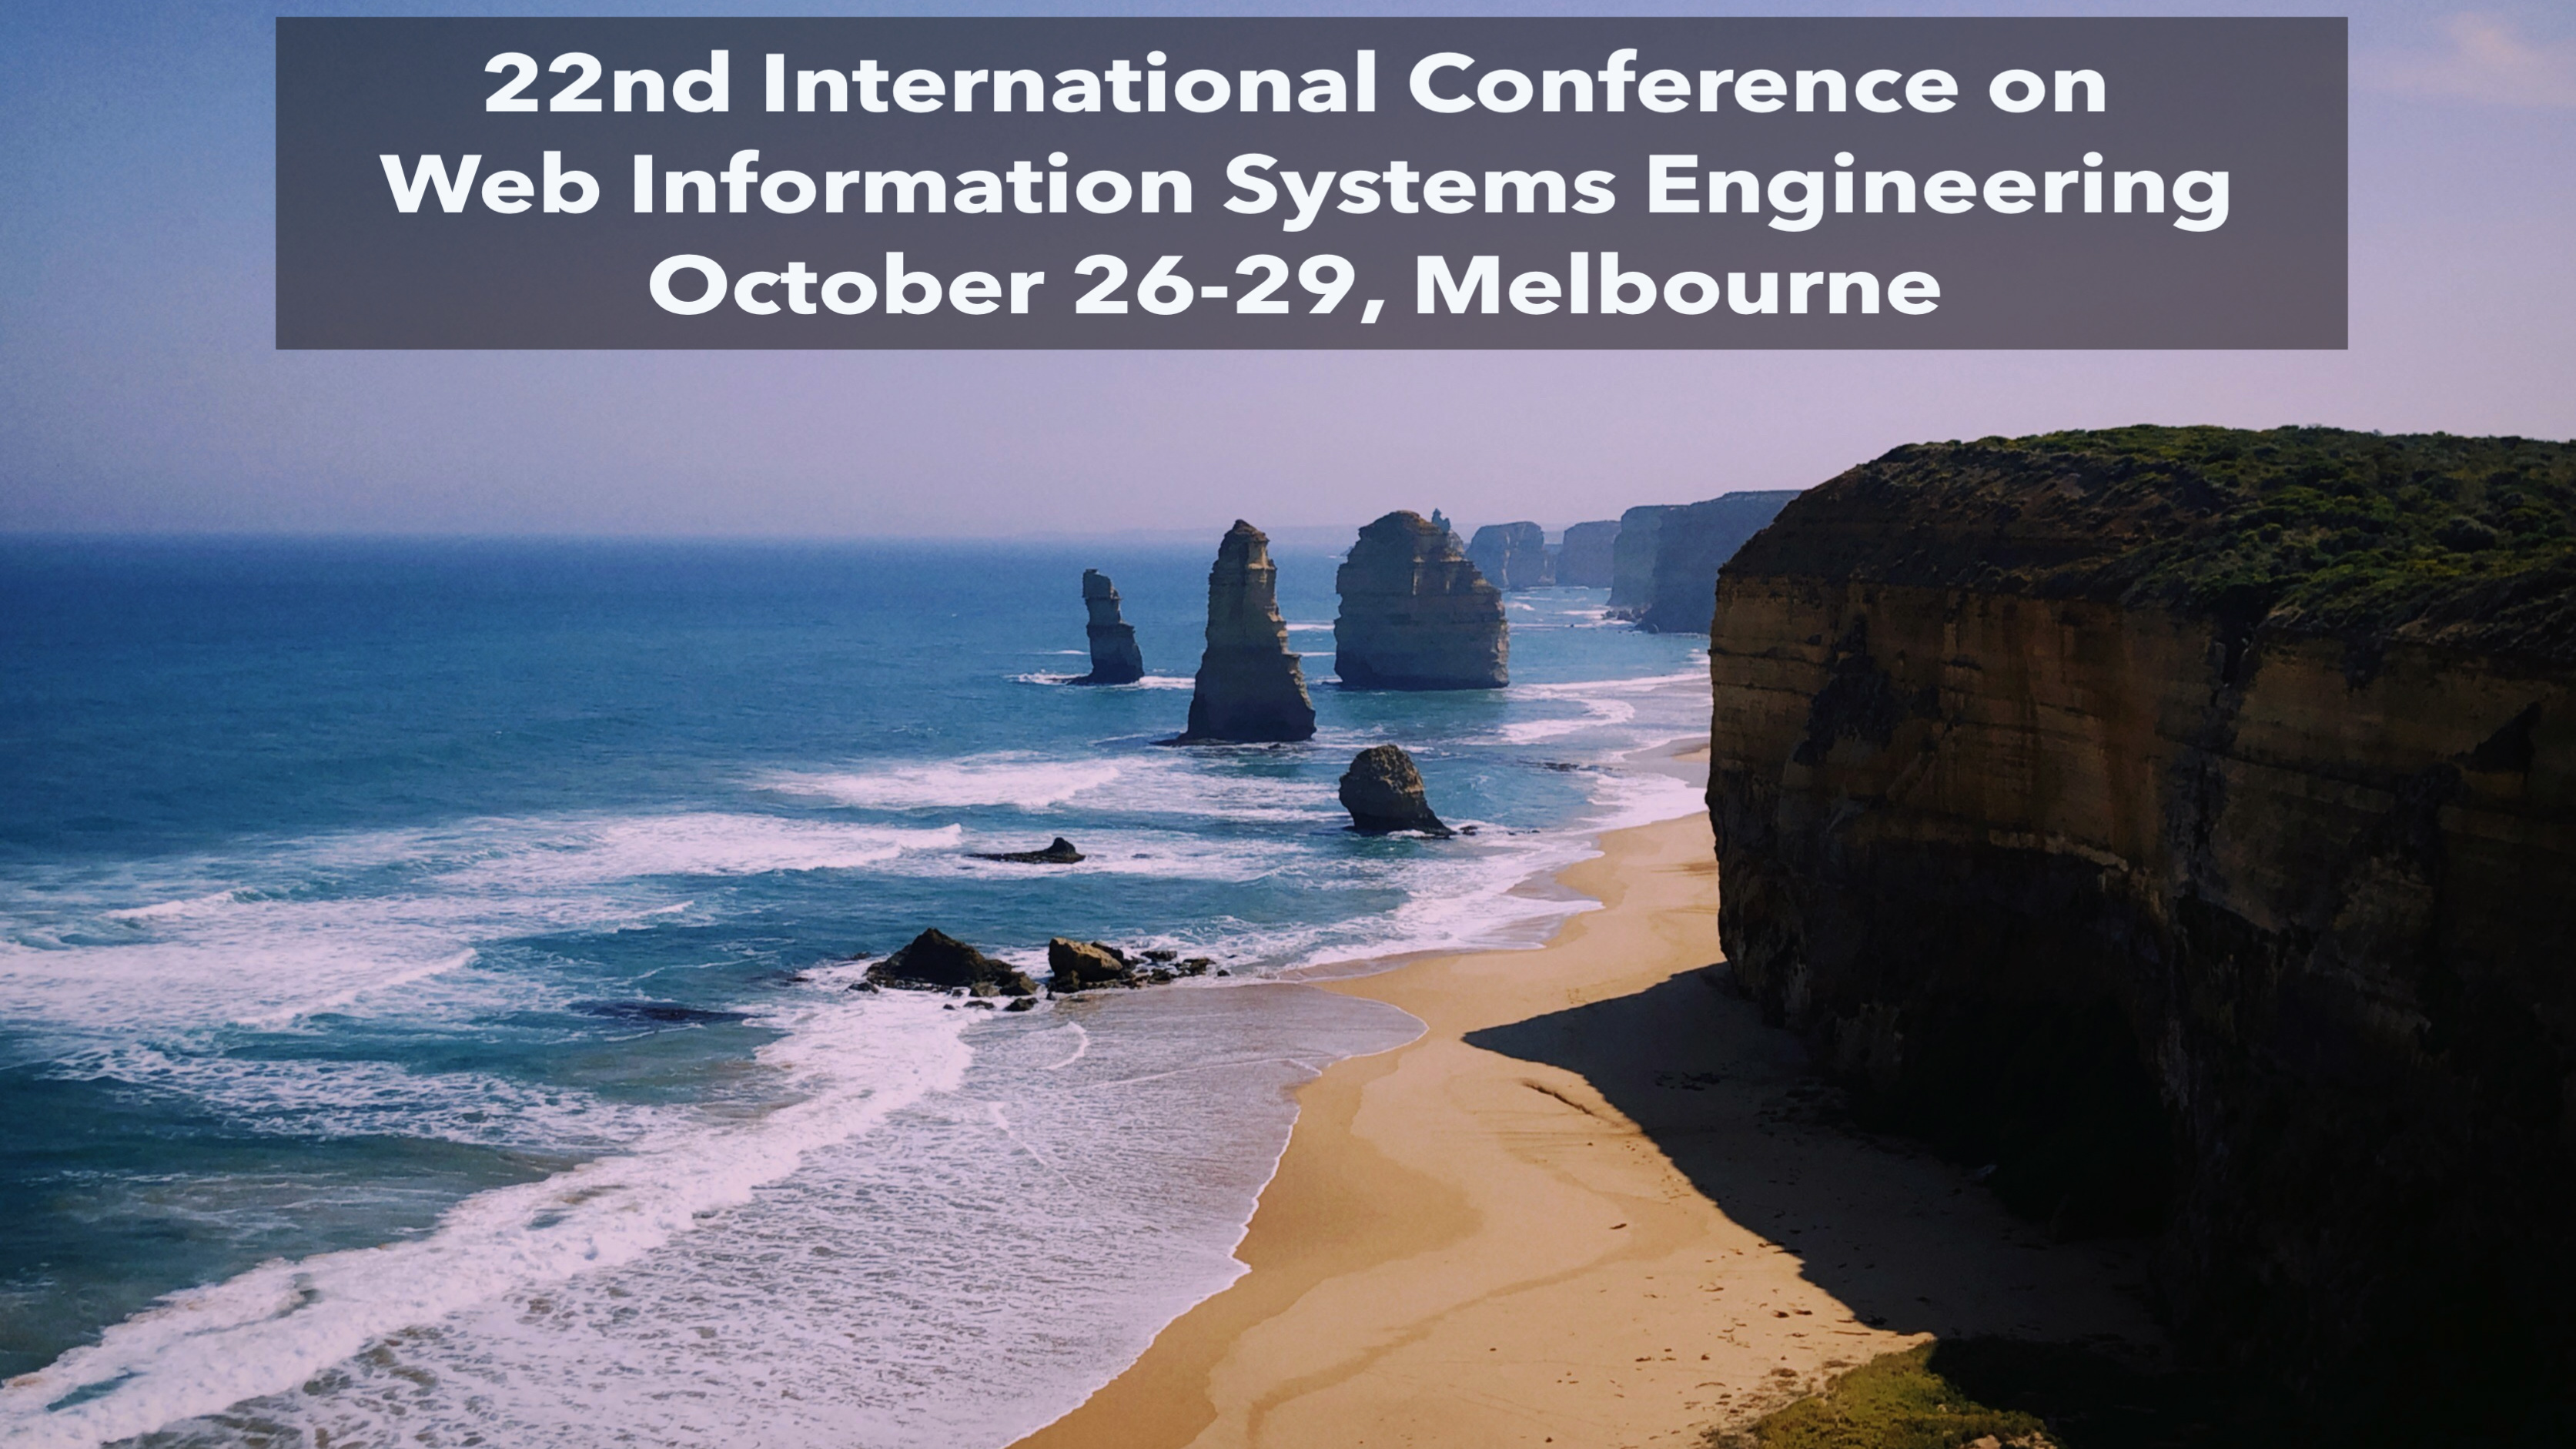 22nd International Conference on
Web Information Systems Engineering
October 26-29, Melbourne